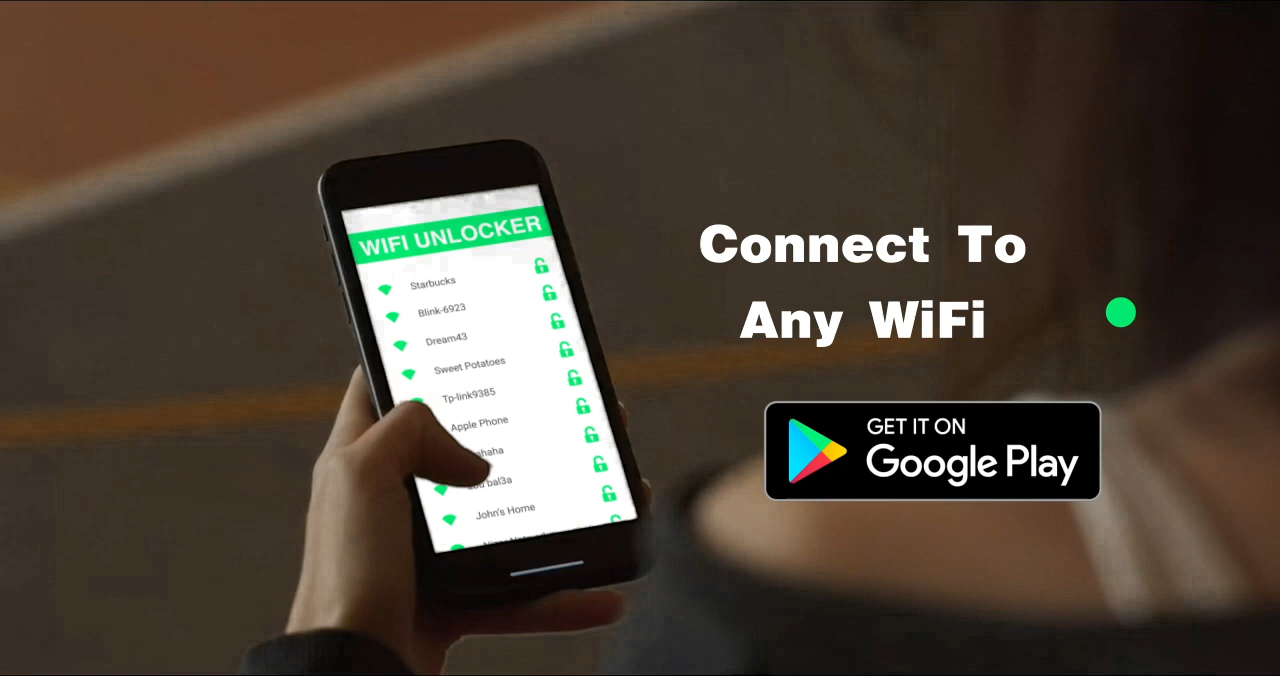 WIFI UNLOCKER
Starbucks
Blink-6923
Dream43
Sweet Potatoes
Tp-link9385
Apple Phone
John's Home
Connect To
Any WiFi
GET IT ON
Google Play